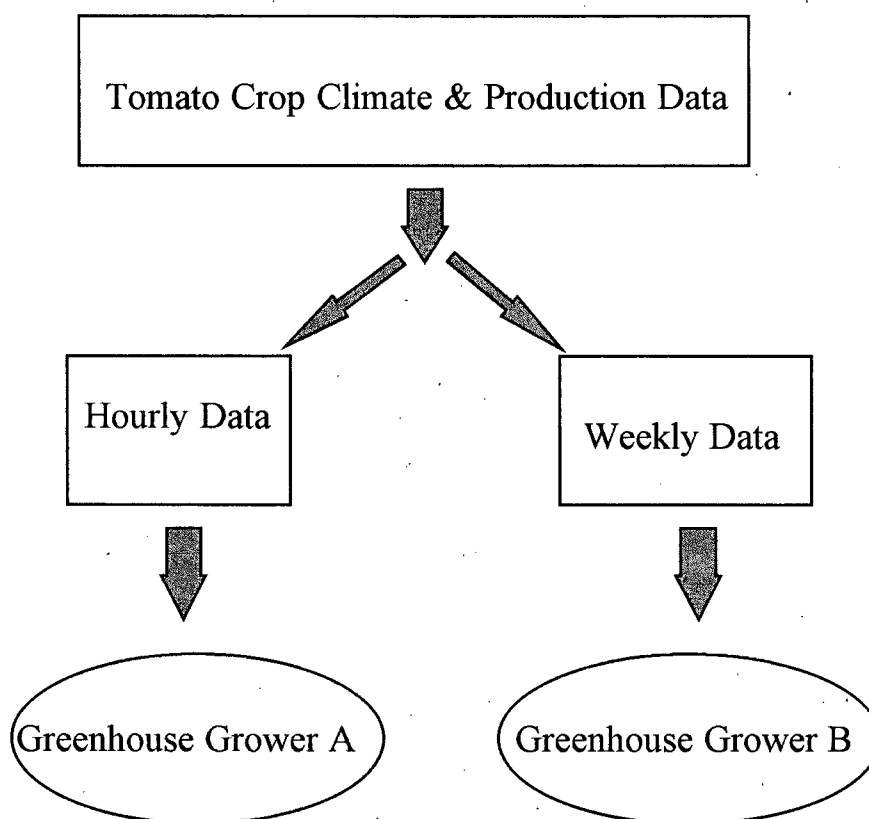 Tomato Crop Climate & Production Data
Hourly Data
Weekly Data
Greenhouse Grower A
Greenhouse Grower B